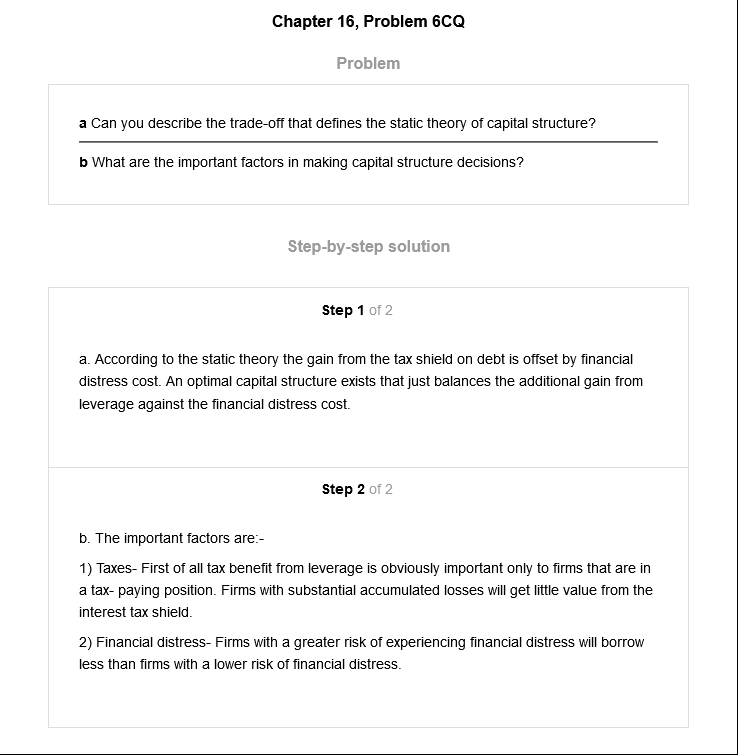 Chapter 16, Problem 6CQ
Problem
a Can you describe the trade-off that defines the static theory of capital structure?
b What are the important factors in making capital structure decisions?
Step-by-step solution
Step 1 of 2
a. According to the static theory the gain from the tax shield on debt is offset by financial
distress cost. An optimal capital structure exists that just balances the additional gain from
leverage against the financial distress cost.
Step 2 of 2
b. The important factors are:-
1) Taxes- First of all tax benefit from leverage is obviously important only to firms that are in
a tax- paying position. Firms with substantial accumulated losses will get little value from the
interest tax shield.
2) Financial distress- Firms with a greater risk of experiencing financial distress will borrow
less than firms with a lower risk of financial distress.